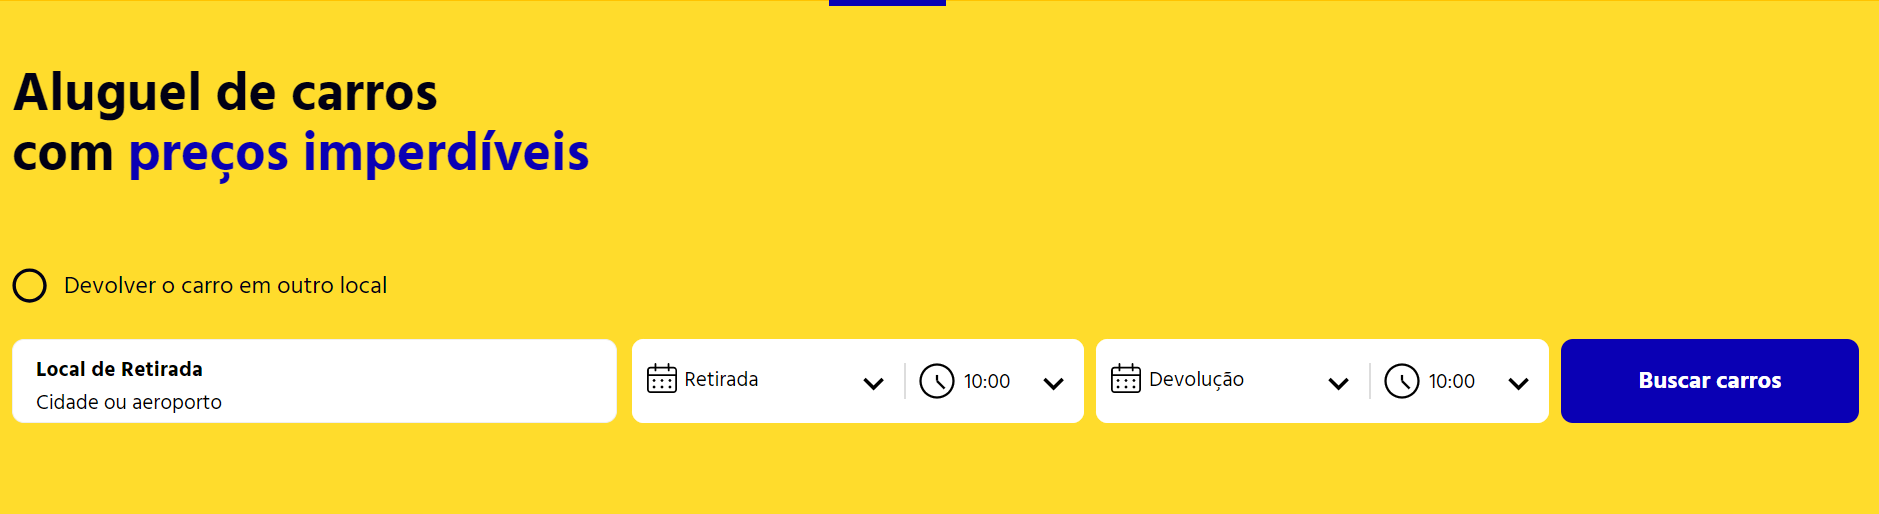 Aluguel de carros
com preços imperdíveis
Devolver o carro em outro local
Local de Retirada
Cidade ou aeroporto
Retirada
10:00
Devolução
10:00
Buscar carros